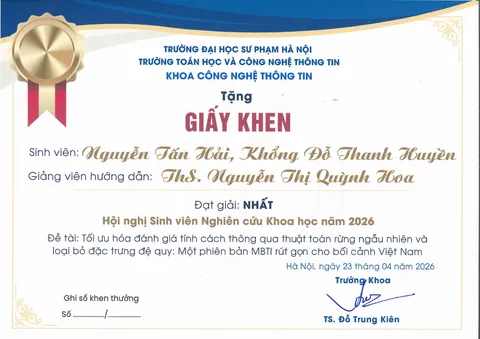 TRƯỜNG ĐẠI HỌC SƯ PHẠM HÀ NỘI
TRƯỜNG TOÁN HỌC VÀ CÔNG NGHỆ THÔNG TIN
KHOA CÔNG NGHỆ THÔNG TIN
Tặng
GIẤY KHEN
Sinh viên: Nguyễn Tấn Hải, Khổng Đỗ Thanh Huyền
Giảng viên hướng dẫn: ThS. Nguyễn Thị Quỳnh Hoa
Đạt giải: NHẤT
Hội nghị Sinh viên Nghiên cứu Khoa học năm 2026
Đề tài: Tối ưu hóa đánh giá tính cách thông qua thuật toán rừng ngẫu nhiên và
loại bỏ đặc trưng đệ quy: Một phiên bản MBTI rút gọn cho bối cảnh Việt Nam
Hà Nội, ngày 23 tháng 04 năm 2026
Trưởng Khoa
Ghi sổ khen thưởng
Số ............/............
TS. Đỗ Trung Kiên